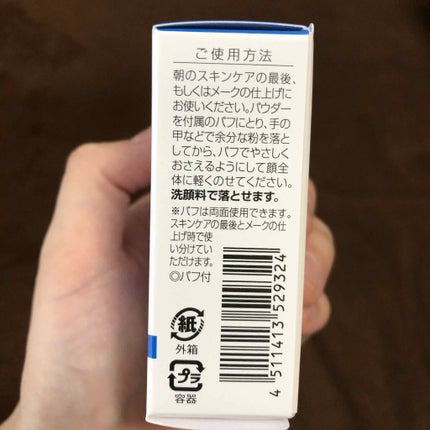 ご使用方法
朝のスキンケアの最後、
もしくはメークの仕上げに
お使いください。パウダー
を付属のパフにとり、手の
甲などで余分な粉を落と
してから、パフでやさしく
おさえるようにして顔全
体に軽くのせてください。
洗顔料で落とせます。
※パフは両面使用できます。
スキンケアの最後とメークの仕
上げ時で使
い分けてい
ただけます。
◎パフ付
紙
外箱
プラ
容器
4 511413 529324